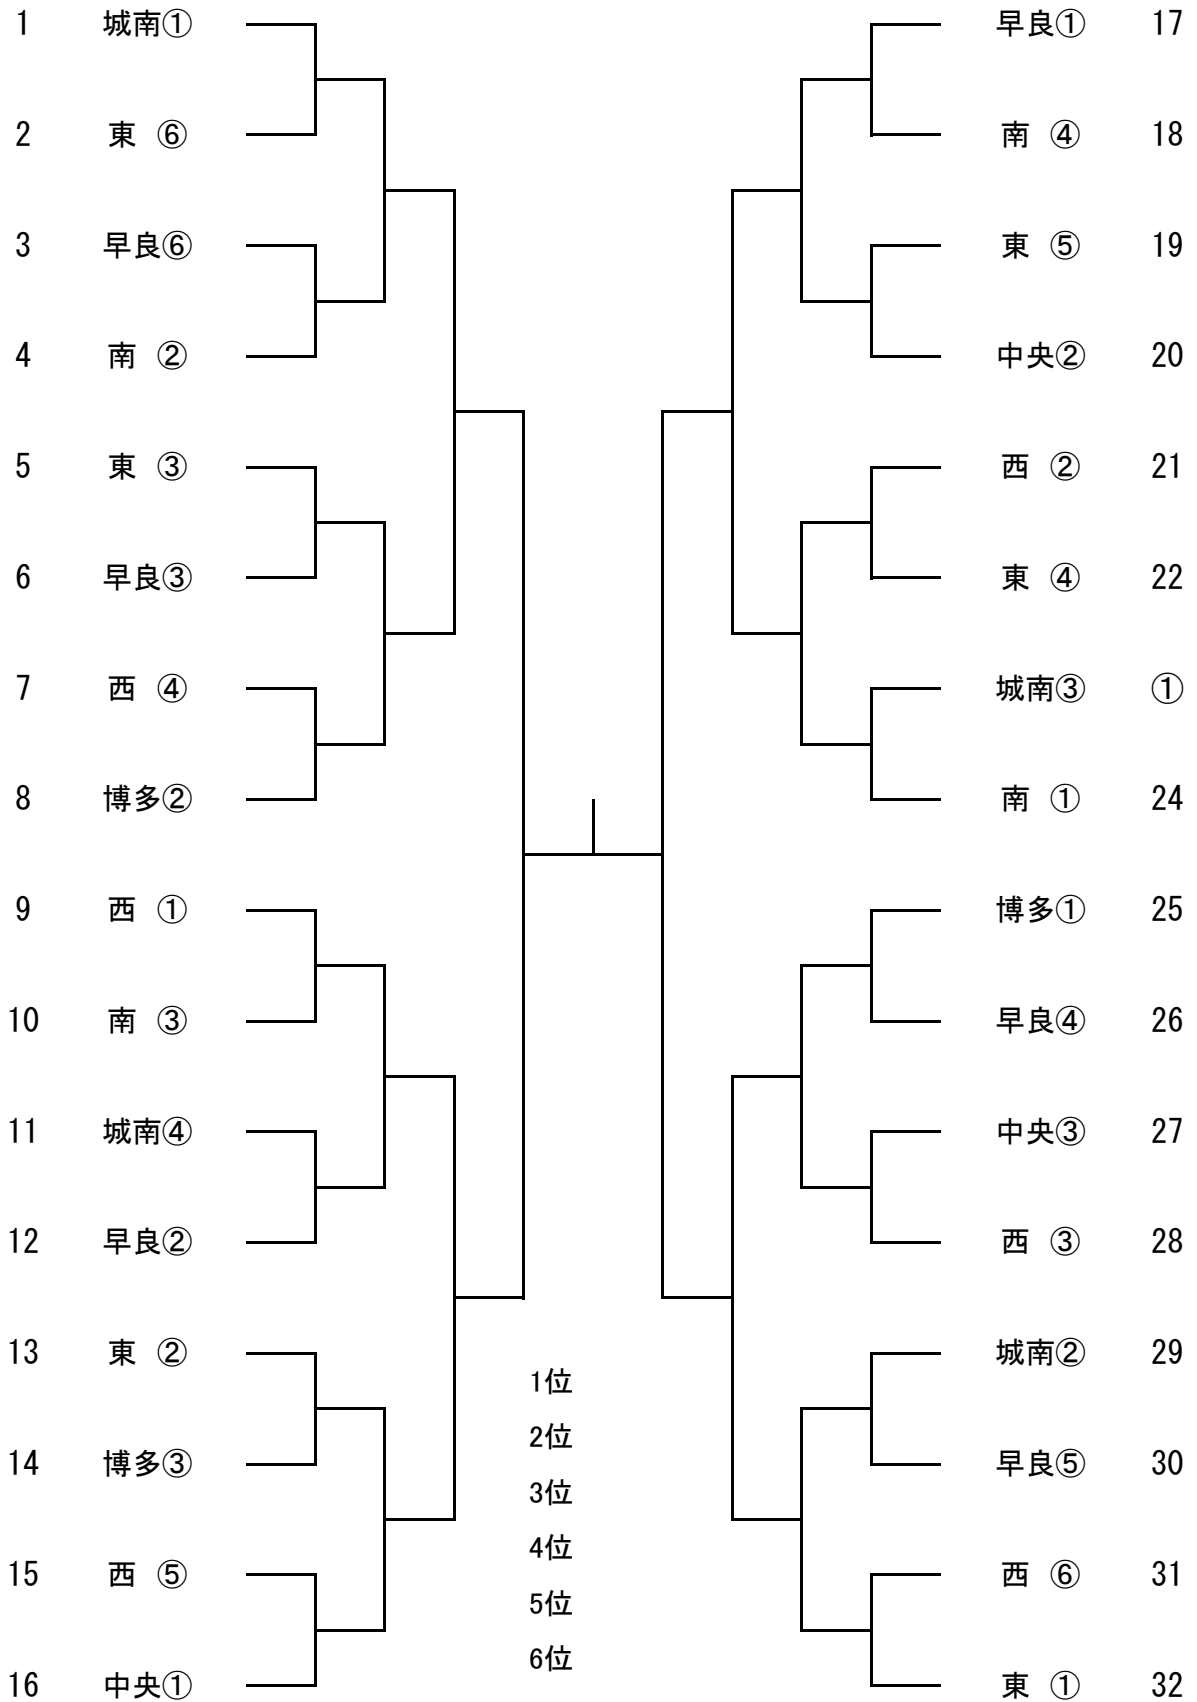 1 城南① 早良① 17
2 東 ⑥ 南 ④ 18
3 早良⑥ 東 ⑤ 19
4 南 ② 中央② 20
5 東 ③ 西 ② 21
6 早良③ 東 ④ 22
7 西 ④ 城南③ ①
8 博多② 南 ① 24
9 西 ① 博多① 25
10 南 ③ 早良④ 26
11 城南④ 中央③ 27
12 早良② 西 ③ 28
13 東 ② 城南② 29
1位
2位
14 博多③ 早良⑤ 30
3位
4位
15 西 ⑤ 西 ⑥ 31
5位
6位
16 中央① 東 ① 32